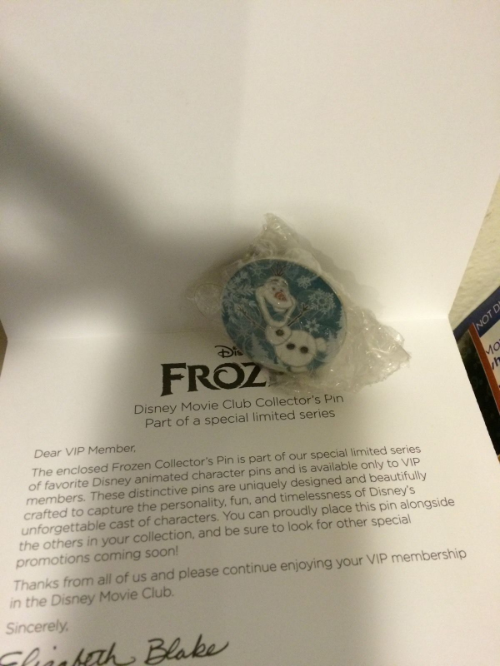 Dis
FROZ
Disney Movie Club Collector's Pin
Part of a special limited series
Dear VIP Member,
The enclosed Frozen Collector's Pin is part of our special limited series
of favorite Disney animated character pins and is available only to VIP
members. These distinctive pins are uniquely designed and beautifully
crafted to capture the personality, fun, and timelessness of Disney's
unforgettable cast of characters. You can proudly place this pin alongside
the others in your collection, and be sure to look for other special
promotions coming soon!
Thanks from all of us and please continue enjoying your VIP membership
in the Disney Movie Club.
Sincerely,
Elizabeth Blake
NOT D